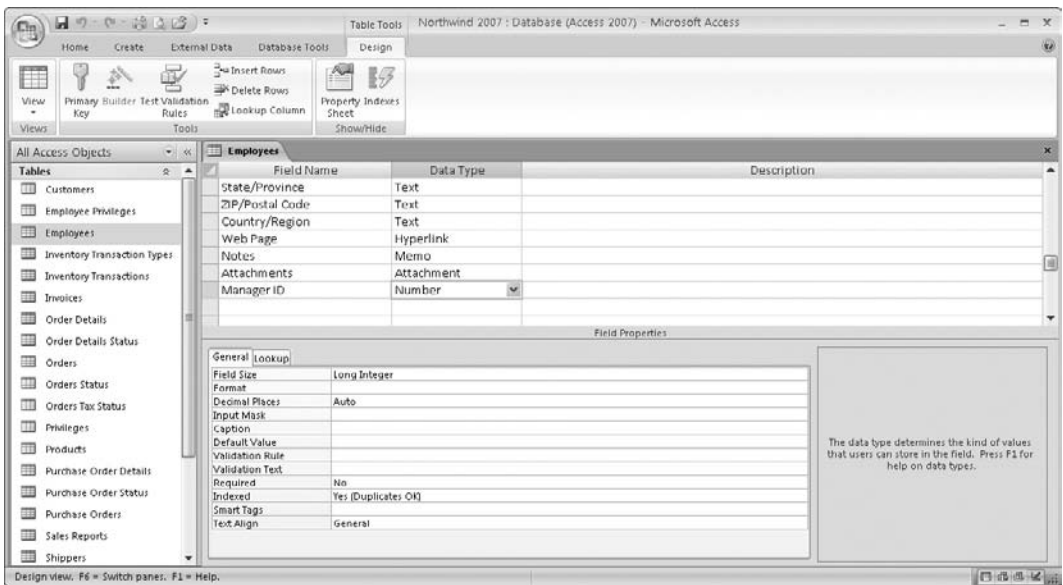 Table Tools Northwind 2007 : Database (Access 2007) - Microsoft Access
Home Create External Data Database Tools Design
View Primary Key Builder Test Validation Rules Insert Rows Delete Rows Lookup Column Property Sheet Indexes
Views Tools Show/Hide
All Access Objects
Tables
Customers
Employee Privileges
Employees
Inventory Transaction Types
Inventory Transactions
Invoices
Order Details
Order Details Status
Orders
Orders Status
Orders Tax Status
Privileges
Products
Purchase Order Details
Purchase Order Status
Purchase Orders
Sales Reports
Shippers
Employees
Field Name Data Type Description
State/Province Text
ZIP/Postal Code Text
Country/Region Text
Web Page Hyperlink
Notes Memo
Attachments Attachment
Manager ID Number
Field Properties
General Lookup
Field Size Long Integer
Format
Decimal Places Auto
Input Mask
Caption
Default Value
Validation Rule
Validation Text
Required No
Indexed Yes (Duplicates OK)
Smart Tags
Text Align General
The data type determines the kind of values
that users can store in the field. Press F1 for
help on data types.
Design view. F6 = Switch panes. F1 = Help.